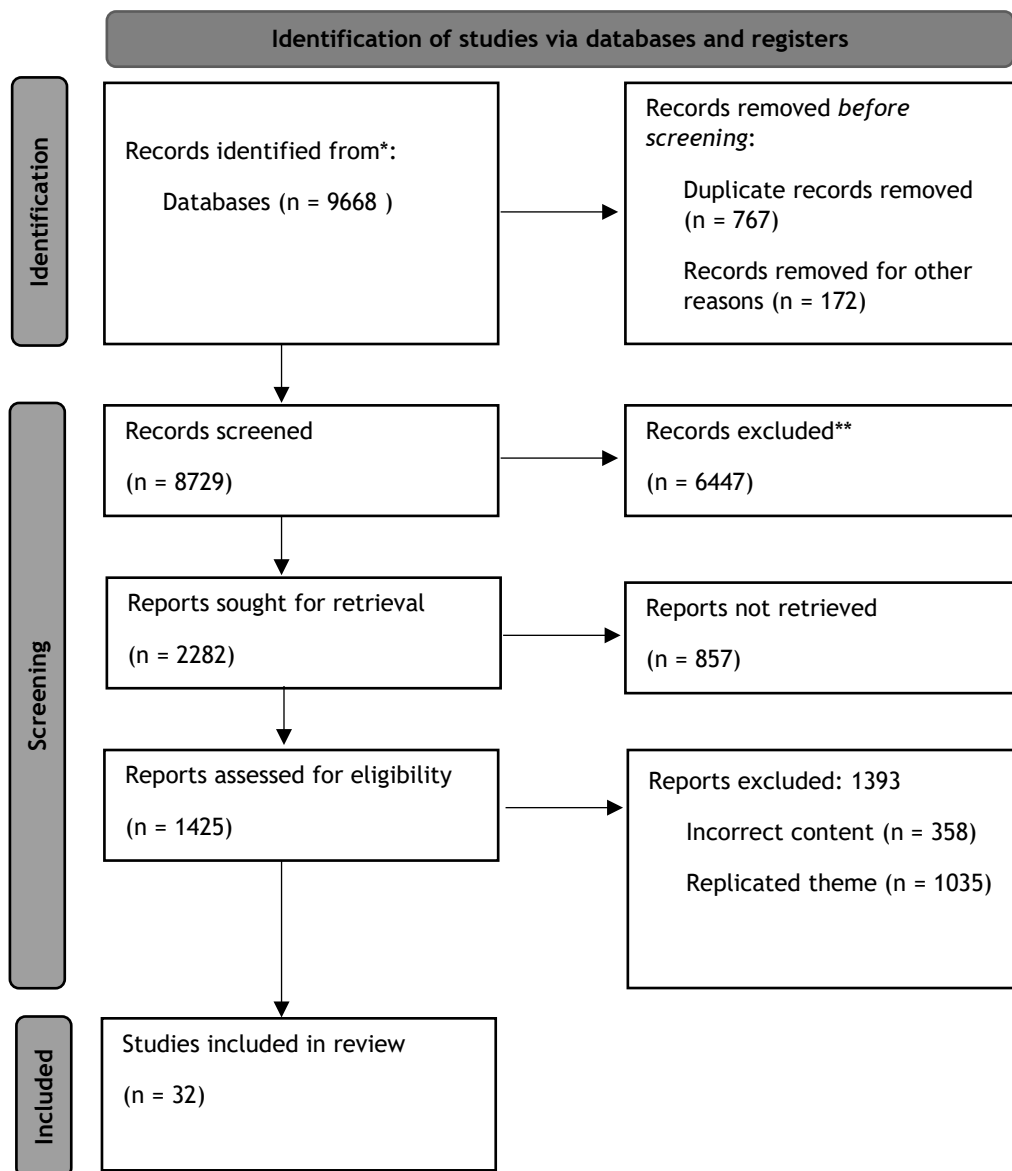 Identification of studies via databases and registers
Identification
Records identified from*:
Databases (n = 9668 )
Records removed before
screening:
Duplicate records removed
(n = 767)
Records removed for other
reasons (n = 172)
Screening
Records screened
(n = 8729)
Records excluded**
(n = 6447)
Reports sought for retrieval
(n = 2282)
Reports not retrieved
(n = 857)
Reports assessed for eligibility
(n = 1425)
Reports excluded: 1393
Incorrect content (n = 358)
Replicated theme (n = 1035)
Included
Studies included in review
(n = 32)